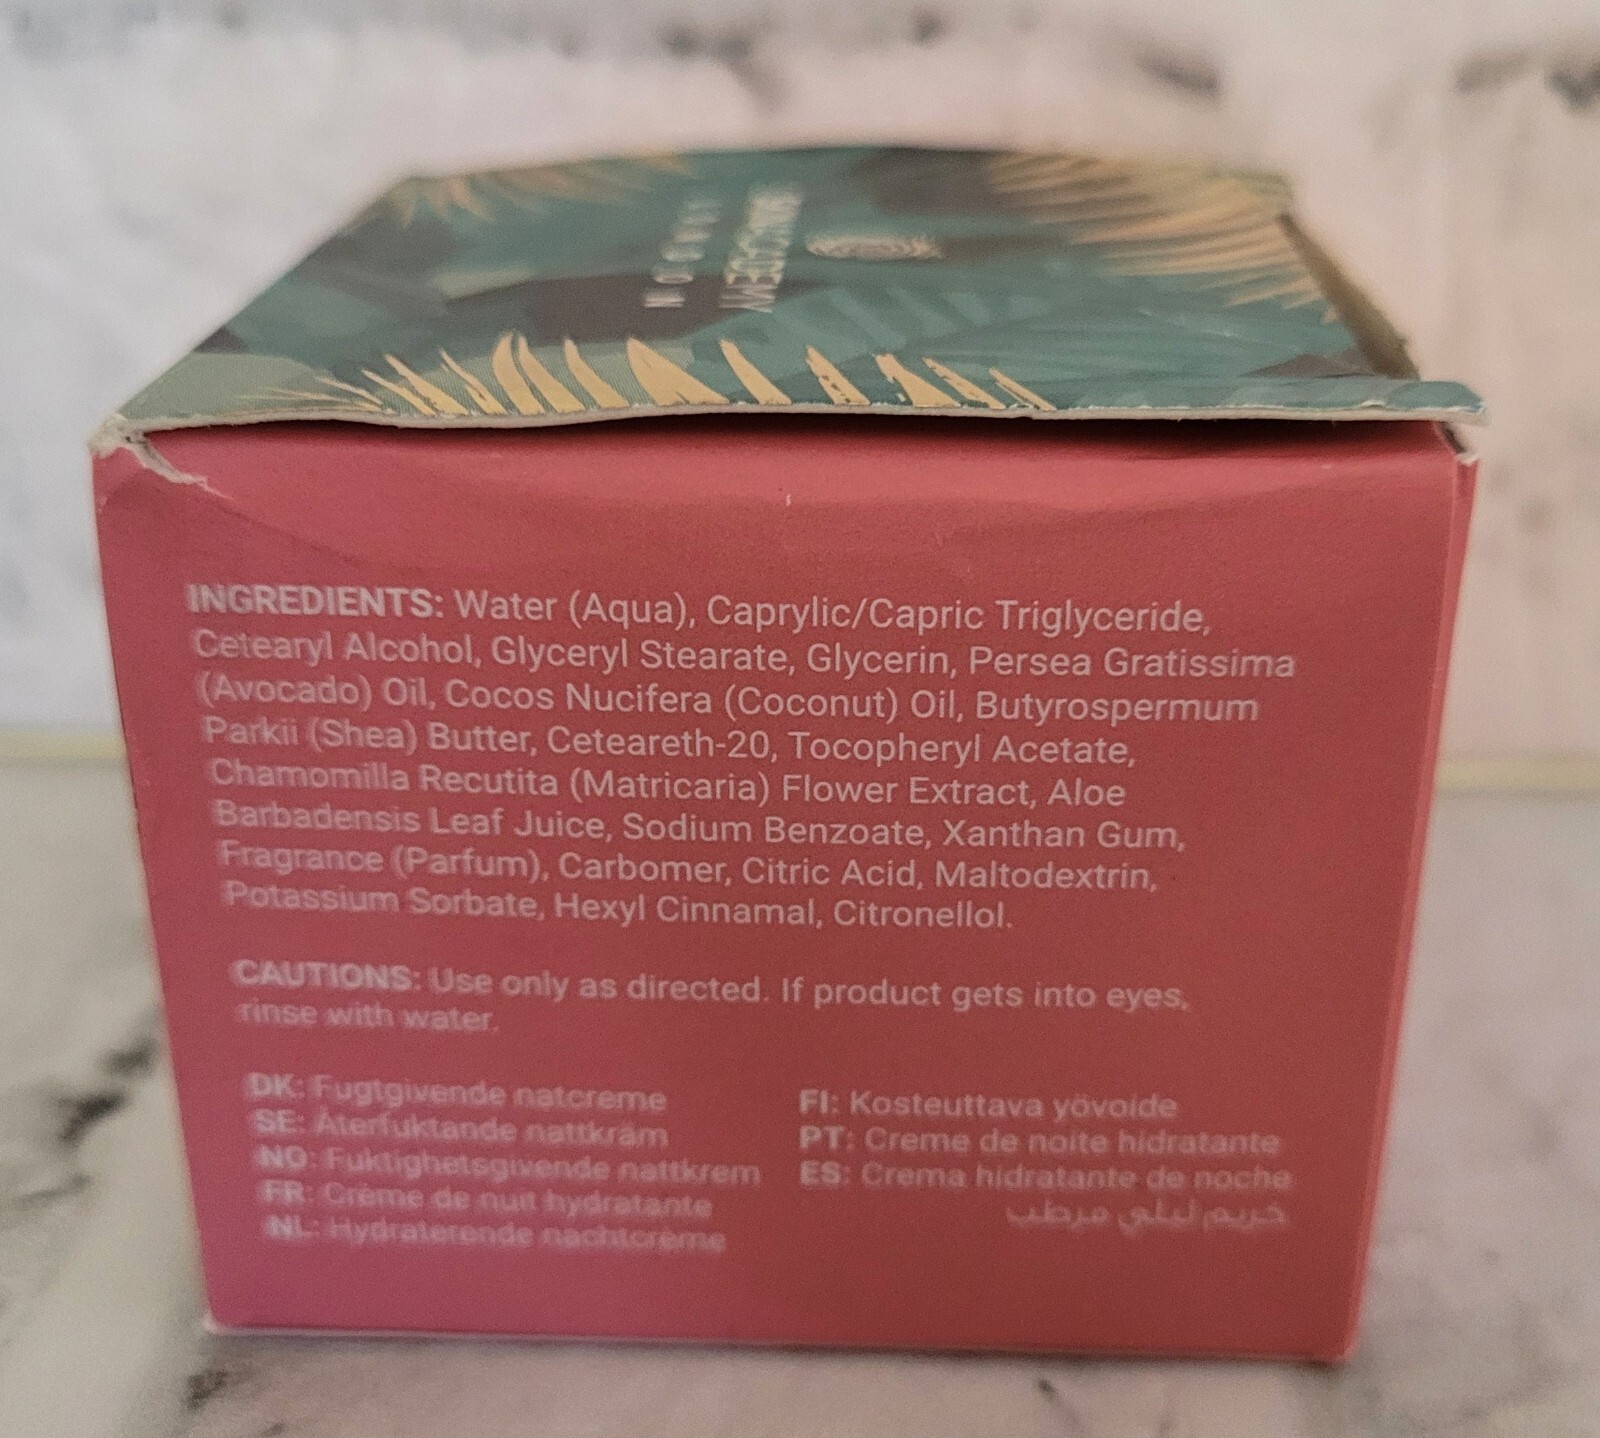 INGREDIENTS: Water (Aqua), Caprylic/Capric Triglyceride,
Cetearyl Alcohol, Glyceryl Stearate, Glycerin, Persea Gratissima
(Avocado) Oil, Cocos Nucifera (Coconut) Oil, Butyrospermum
Parkii (Shea) Butter, Ceteareth-20, Tocopheryl Acetate,
Chamomilla Recutita (Matricaria) Flower Extract, Aloe
Barbadensis Leaf Juice, Sodium Benzoate, Xanthan Gum,
Fragrance (Parfum), Carbomer, Citric Acid, Maltodextrin,
Potassium Sorbate, Hexyl Cinnamal, Citronellol.
CAUTIONS: Use only as directed. If product gets into eyes,
rinse with water.
DK: Fugtgivende natcreme
SE: Återfuktande nattkräm
NO: Fuktighetsgivende nattkrem
FR: Crème de nuit hydratante
NL: Hydraterende nachtcrème
FI: Kosteuttava yövoide
PT: Creme de noite hidratante
ES: Crema hidratante de noche
كريم ليلي مرطب